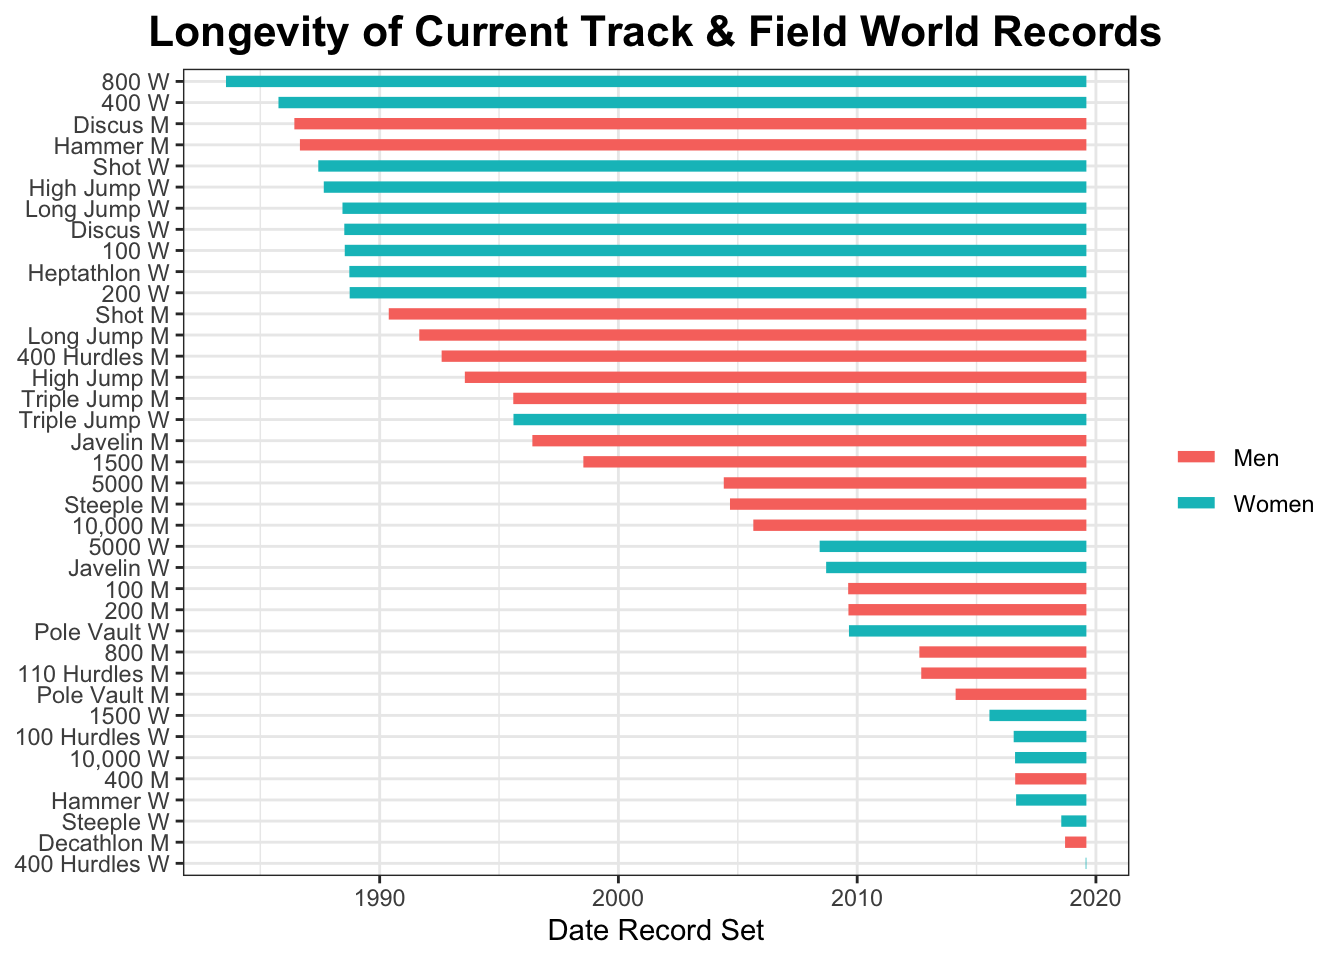 Longevity of Current Track & Field World Records
800 W
400 W
Discus M
Hammer M
Shot W
High Jump W
Long Jump W
Discus W
100 W
Heptathlon W
200 W
Shot M
Long Jump M
400 Hurdles M
High Jump M
Triple Jump M
Triple Jump W
Javelin M
1500 M
5000 M
Steeple M
10,000 M
5000 W
Javelin W
100 M
200 M
Pole Vault W
800 M
110 Hurdles M
Pole Vault M
1500 W
100 Hurdles W
10,000 W
400 M
Hammer W
Steeple W
Decathlon M
400 Hurdles W
1990 2000 2010 2020
Date Record Set
Men
Women